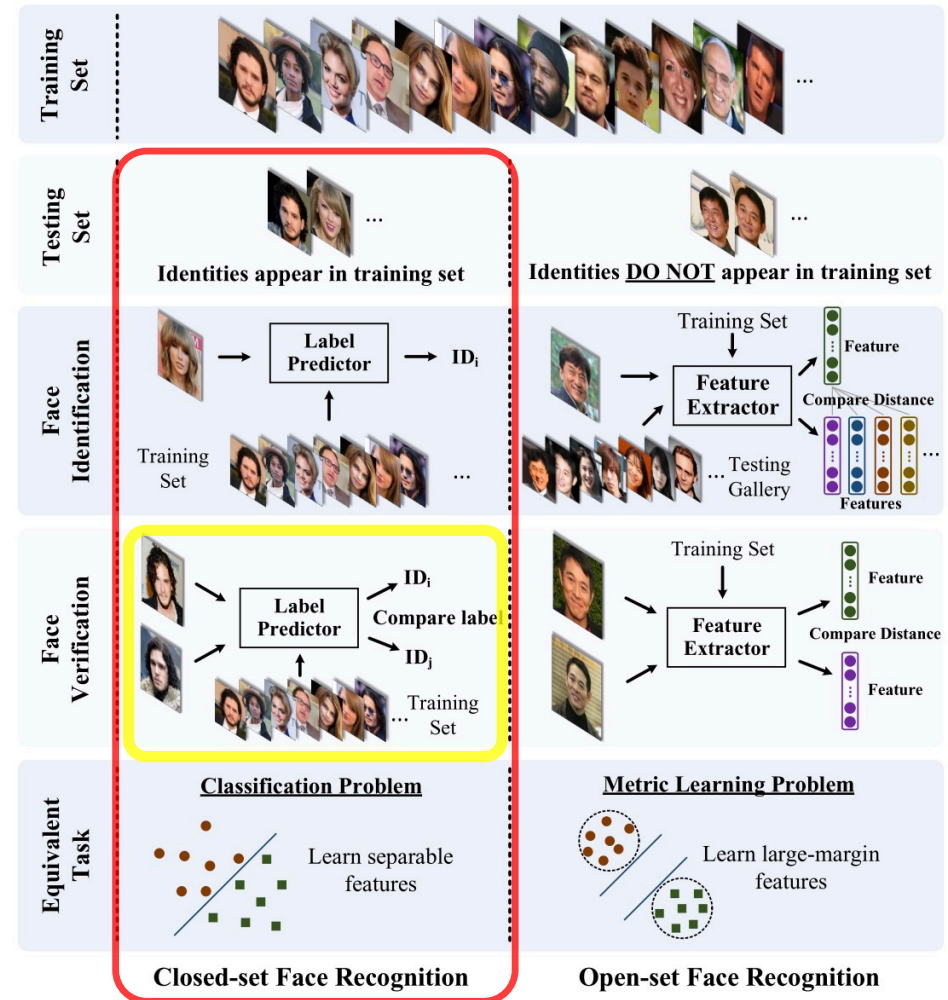 Training
Set
...
Testing
Set
...
Identities appear in training set
...
Identities DO NOT appear in training set
Face
Identification
Label
Predictor
IDi
Training
Set
...
Training Set
Feature
Extractor
Feature
Compare Distance
...
Testing
Gallery
...
Features
Face
Verification
Label
Predictor
IDi
Compare label
IDj
...
Training
Set
Training Set
Feature
Extractor
Feature
Compare Distance
Feature
Equivalent
Task
Classification Problem
Learn separable
features
Metric Learning Problem
Learn large-margin
features
Closed-set Face Recognition
Open-set Face Recognition